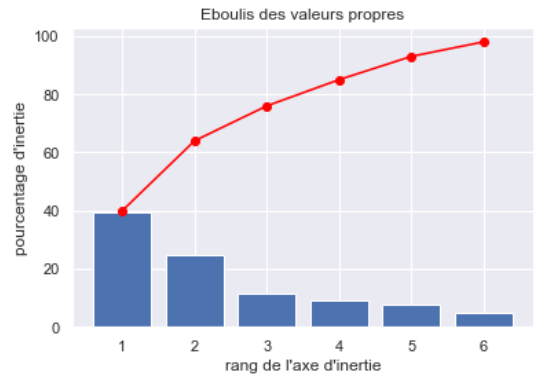 Eboulis des valeurs propres
100
80
60
40
20
0
pourcentage d'inertie
1 2 3 4 5 6
rang de l'axe d'inertie